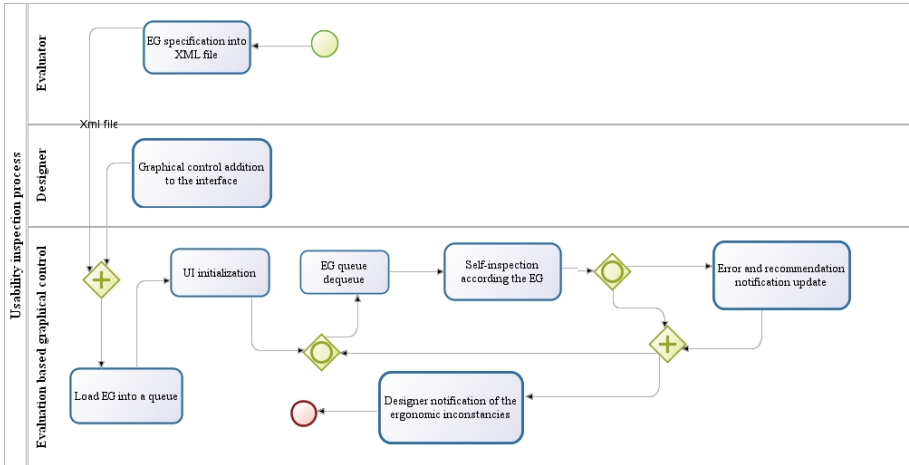 Usability inspection process
Evaluator
EG specification into
XML file
Xml file
Designer
Graphical control addition
to the interface
Evaluation based graphical control
UI initialization
EG queue
dequeue
Self-inspection
according the EG
Error and recommendation
notification update
Load EG into a queue
Designer notification of the
ergonomic inconstancies